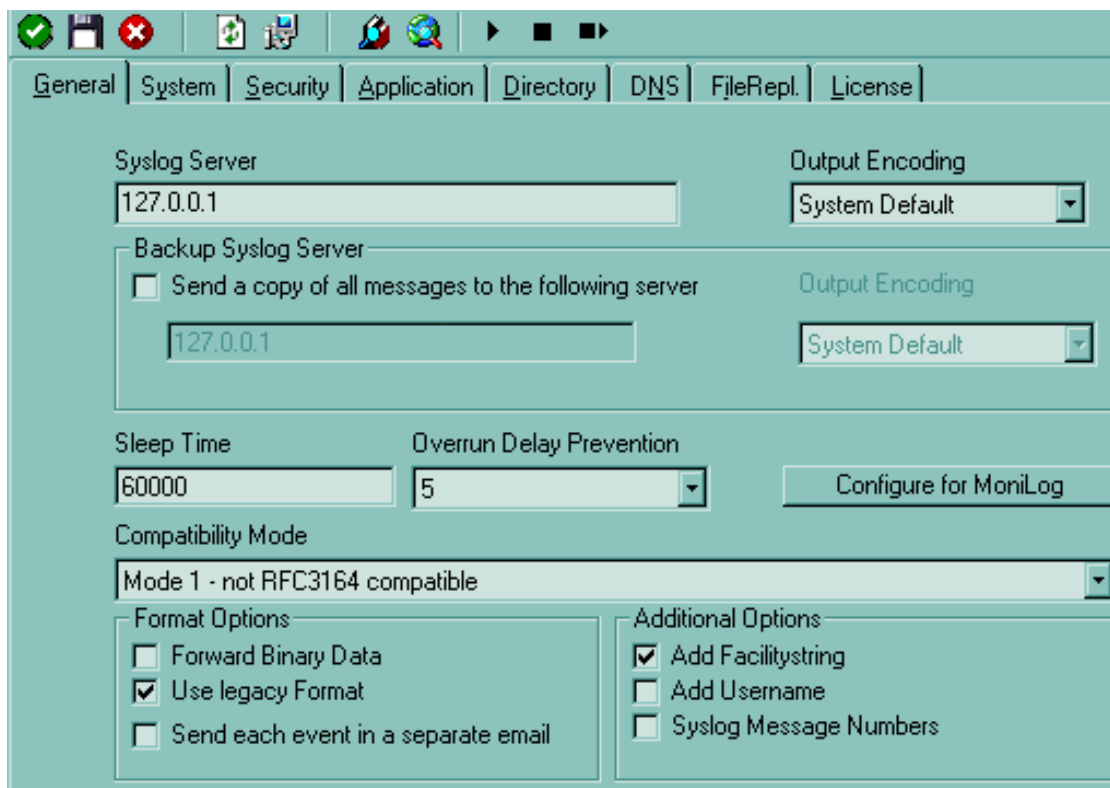 General System Security Application Directory DNS FileRepl. License
Syslog Server Output Encoding
127.0.0.1 System Default
Backup Syslog Server
Send a copy of all messages to the following server Output Encoding
127.0.0.1 System Default
Sleep Time Overrun Delay Prevention
60000 5 Configure for MoniLog
Compatibility Mode
Mode 1 - not RFC3164 compatible
Format Options Additional Options
Forward Binary Data Add Facilitystring
Use legacy Format Add Username
Send each event in a separate email Syslog Message Numbers